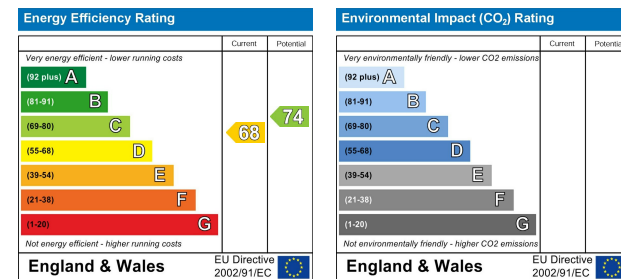 Energy Efficiency Rating
Current Potential
Very energy efficient - lower running costs
(92 plus) A
(81-91) B
(69-80) C
(55-68) D
(39-54) E
(21-38) F
(1-20) G
68
74
Not energy efficient - higher running costs
England & Wales
EU Directive
2002/91/EC
Environmental Impact (CO₂) Rating
Current Potential
Very environmentally friendly - lower CO2 emissions
(92 plus) A
(81-91) B
(69-80) C
(55-68) D
(39-54) E
(21-38) F
(1-20) G
Not environmentally friendly - higher CO2 emissions
England & Wales
EU Directive
2002/91/EC